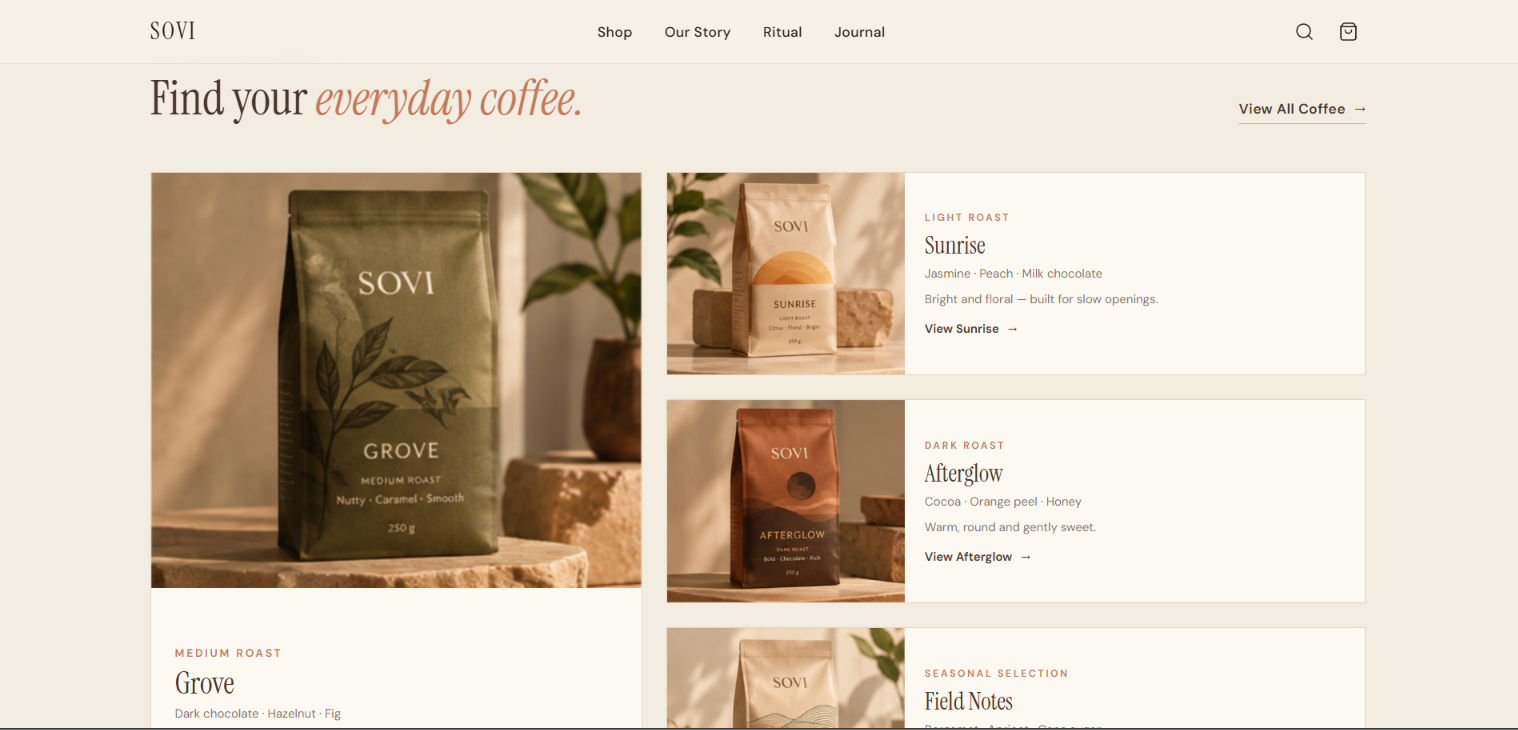 SOVI
Shop
Our Story
Ritual
Journal
Find your everyday coffee.
View All Coffee →
SOVI
GROVE
MEDIUM ROAST
Nutty · Caramel · Smooth
250 g
MEDIUM ROAST
Grove
Dark chocolate · Hazelnut · Fig
SOVI
SUNRISE
LIGHT ROAST
Citrus · Floral · Bright
250 g
LIGHT ROAST
Sunrise
Jasmine · Peach · Milk chocolate
Bright and floral — built for slow openings.
View Sunrise →
SOVI
AFTERGLOW
DARK ROAST
Bold · Chocolate · Rich
250 g
DARK ROAST
Afterglow
Cocoa · Orange peel · Honey
Warm, round and gently sweet.
View Afterglow →
SOVI
SEASONAL SELECTION
Field Notes